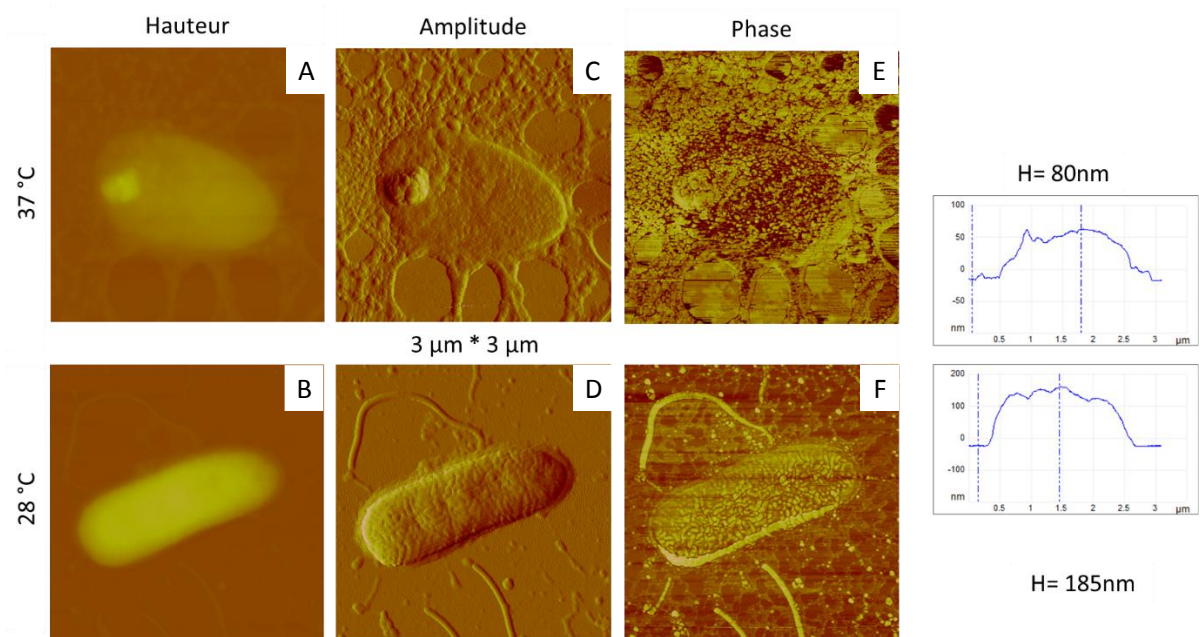 Hauteur
Amplitude
Phase
37 °C
A
C
E
H= 80nm
100
50
0
-50
nm
0.5
1
1.5
2
2.5
3
µm
3 µm * 3 µm
28 °C
B
D
F
200
100
0
-100
nm
0.5
1
1.5
2
2.5
3
µm
H= 185nm